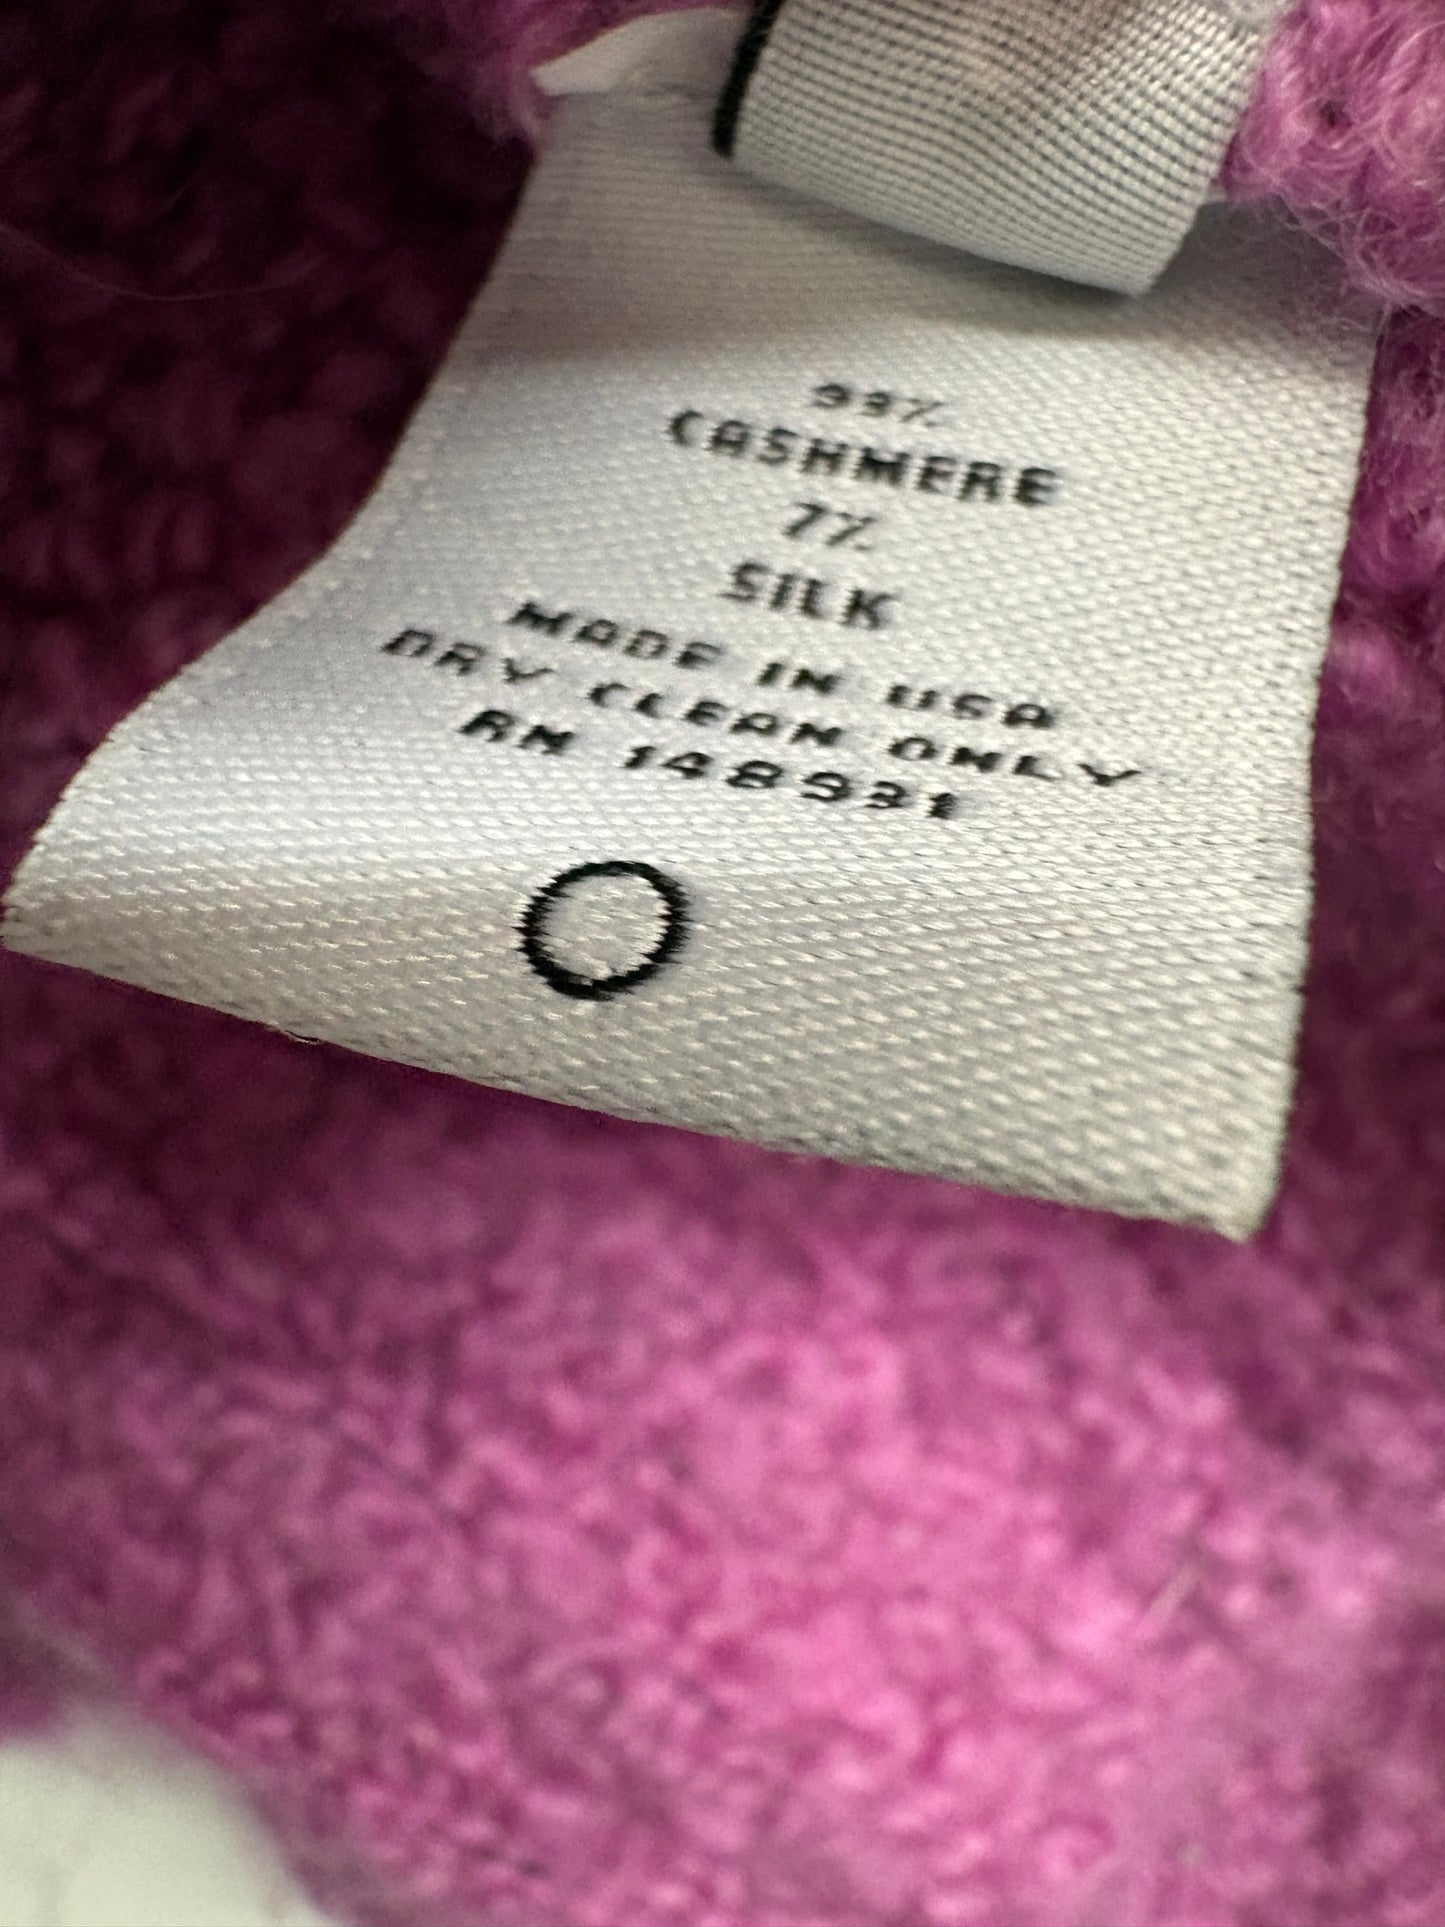 93%
CASHMERE
7%
SILK
MADE IN USA
DRY CLEAN ONLY
RN 148931